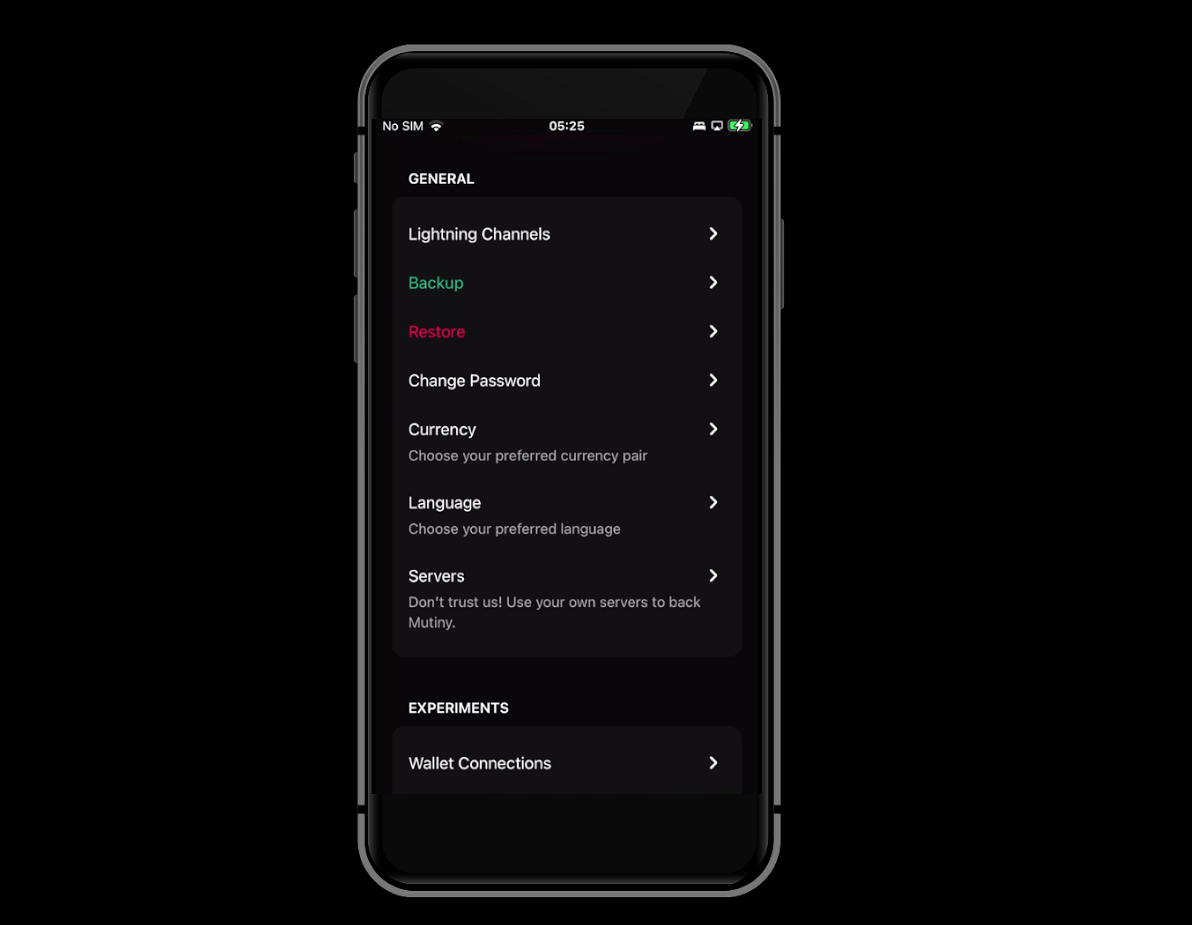 No SIM
05:25
GENERAL
Lightning Channels
Backup
Restore
Change Password
Currency
Choose your preferred currency pair
Language
Choose your preferred language
Servers
Don't trust us! Use your own servers to back
Mutiny.
EXPERIMENTS
Wallet Connections